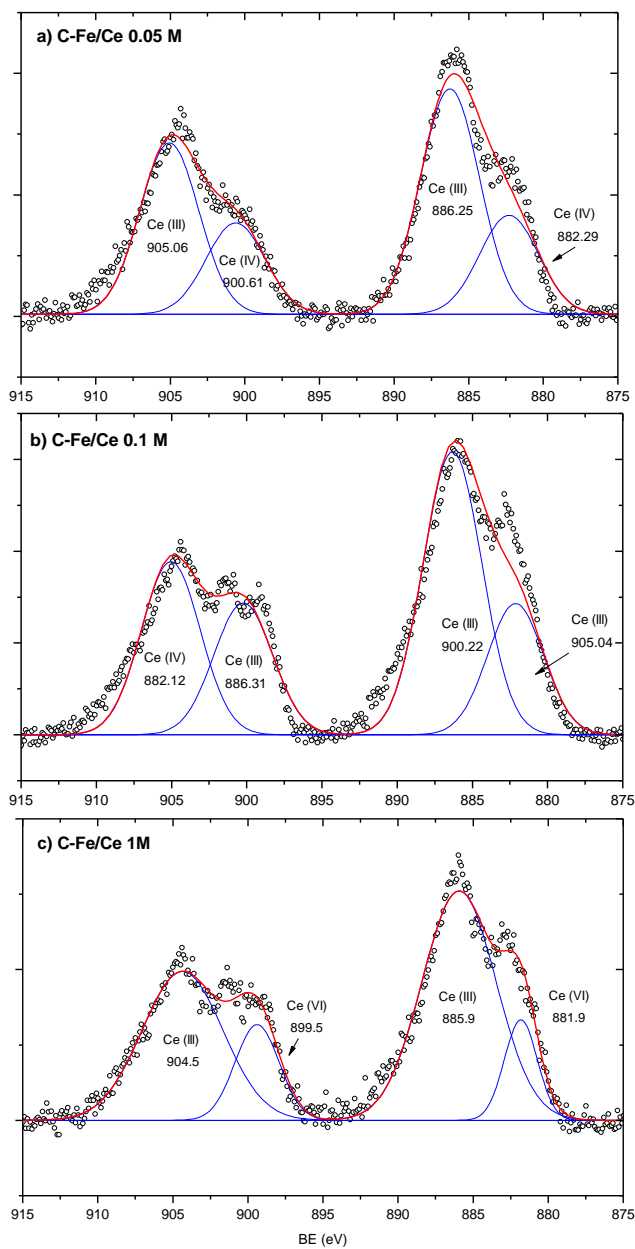 a) C-Fe/Ce 0.05 M
Ce (III)
905.06
Ce (IV)
900.61
Ce (III)
886.25
Ce (IV)
882.29
915 910 905 900 895 890 885 880 875
b) C-Fe/Ce 0.1 M
Ce (IV)
882.12
Ce (III)
886.31
Ce (III)
900.22
Ce (III)
905.04
915 910 905 900 895 890 885 880 875
c) C-Fe/Ce 1M
Ce (III)
904.5
Ce (VI)
899.5
Ce (III)
885.9
Ce (VI)
881.9
915 910 905 900 895 890 885 880 875
BE (eV)